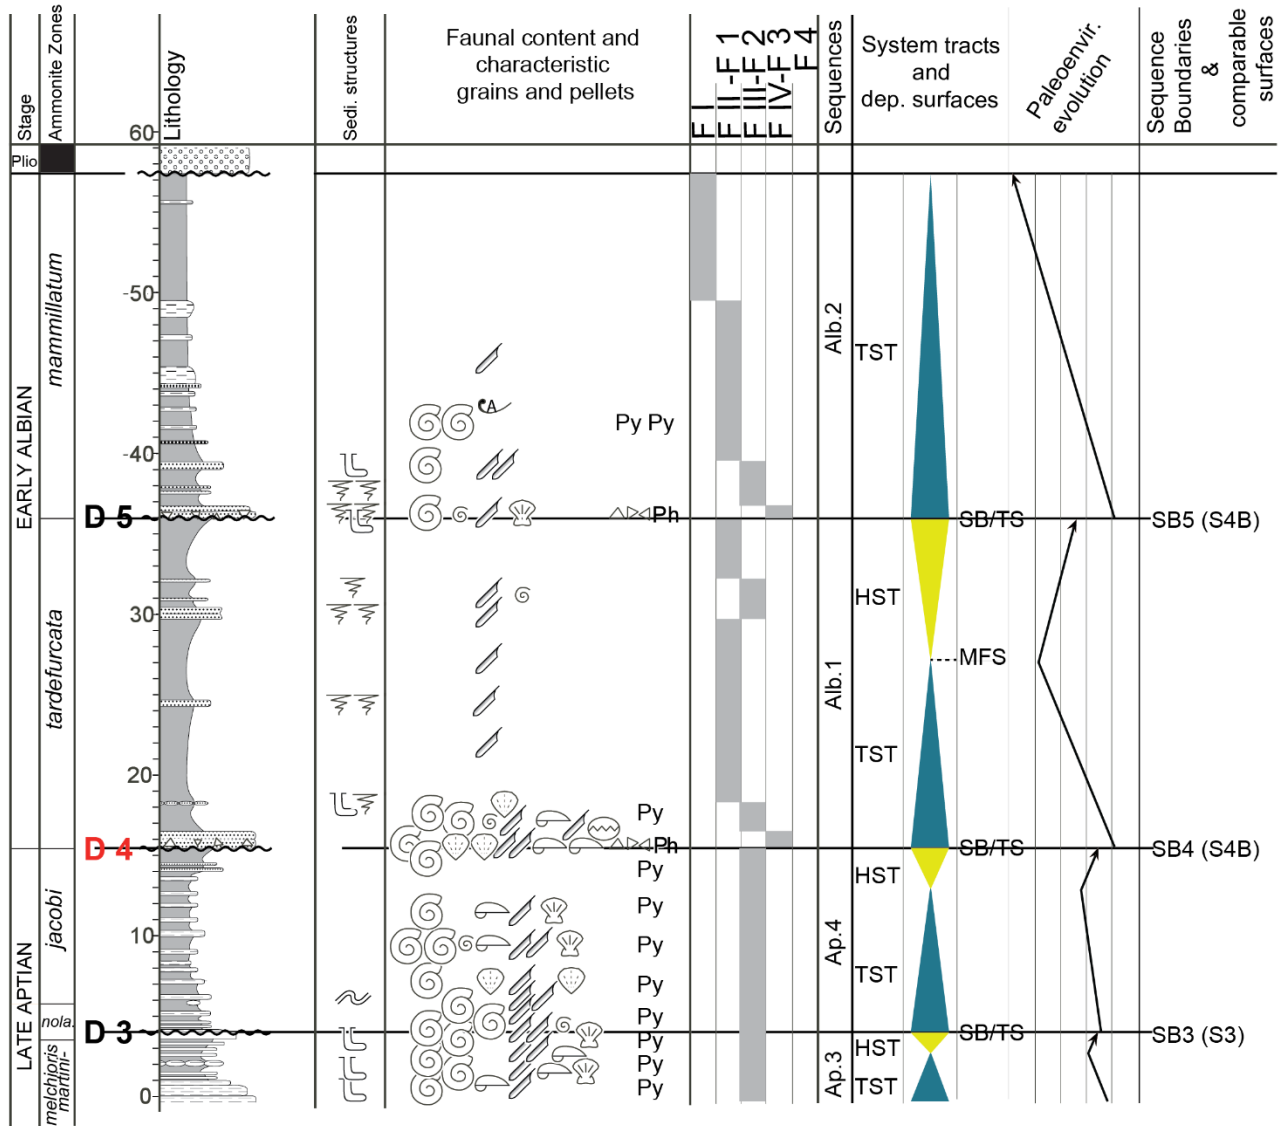 Stage
Ammonite Zones
Lithology
Sedi. structures
Faunal content and
characteristic
grains and pellets
F I
F II -F 1
F III-F 2
F IV-F 3
F 4
Sequences
System tracts
and
dep. surfaces
Paleoenvir.
evolution
Sequence
Boundaries
&
comparable
surfaces
60
Plio
EARLY ALBIAN
LATE APTIAN
mammillatum
tardefurcata
jacobi
nola.
melchioris
martini-
-50
-40
30
20
10
0
D 5
D 4
D 3
A
Py Py
Ph
Py
Ph
Py
Py
Py
Py
Py
Py
Py
Py
Alb.2
Alb.1
Ap.4
Ap.3
TST
SB/TS
HST
MFS
TST
SB/TS
HST
TST
SB/TS
HST
TST
SB5 (S4B)
SB4 (S4B)
SB3 (S3)